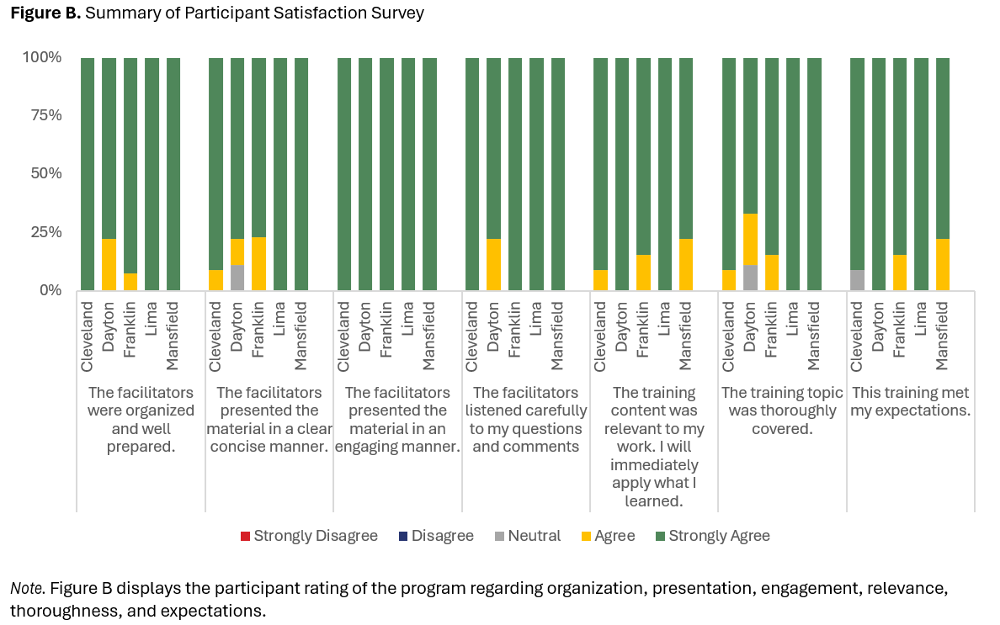 Figure B. Summary of Participant Satisfaction Survey
100%
75%
50%
25%
0%
Cleveland
Dayton
Franklin
Lima
Mansfield
Cleveland
Dayton
Franklin
Lima
Mansfield
Cleveland
Dayton
Franklin
Lima
Mansfield
Cleveland
Dayton
Franklin
Lima
Mansfield
Cleveland
Dayton
Franklin
Lima
Mansfield
Cleveland
Dayton
Franklin
Lima
Mansfield
Cleveland
Dayton
Franklin
Lima
Mansfield
The facilitators
were organized
and well
prepared.
The facilitators
presented the
material in a clear
concise manner.
The facilitators
presented the
material in an
engaging manner.
The facilitators
listened carefully
to my questions
and comments
The training
content was
relevant to my
work. I will
immediately
apply what I
learned.
The training topic
was thoroughly
covered.
This training met
my expectations.
Strongly Disagree
Disagree
Neutral
Agree
Strongly Agree
Note. Figure B displays the participant rating of the program regarding organization, presentation, engagement, relevance,
thoroughness, and expectations.